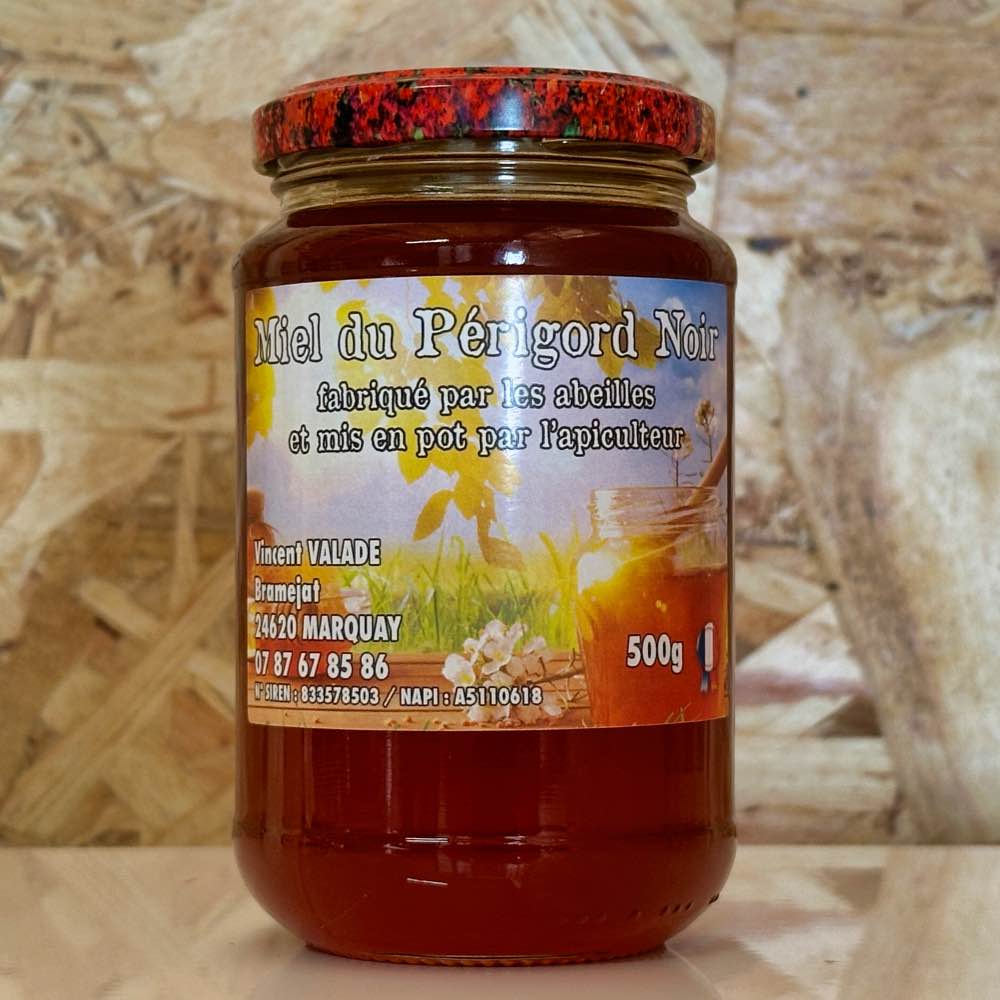 Miel du Périgord Noir
fabriqué par les abeilles
et mis en pot par l'apiculteur
Vincent VALADE
Bramejat
24620 MARQUAY
07 87 67 85 86
500g
N° SIREN : 833578503 / NAPI : A5110618